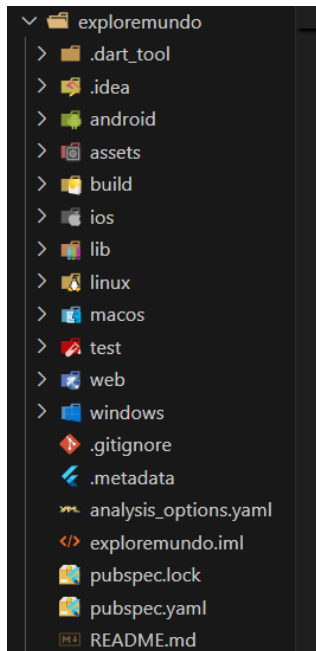 exploremundo
.dart_tool
.idea
android
assets
build
ios
lib
linux
macos
test
web
windows
.gitignore
.metadata
YML analysis_options.yaml
exploremundo.iml
pubspec.lock
pubspec.yaml
M↓ README.md